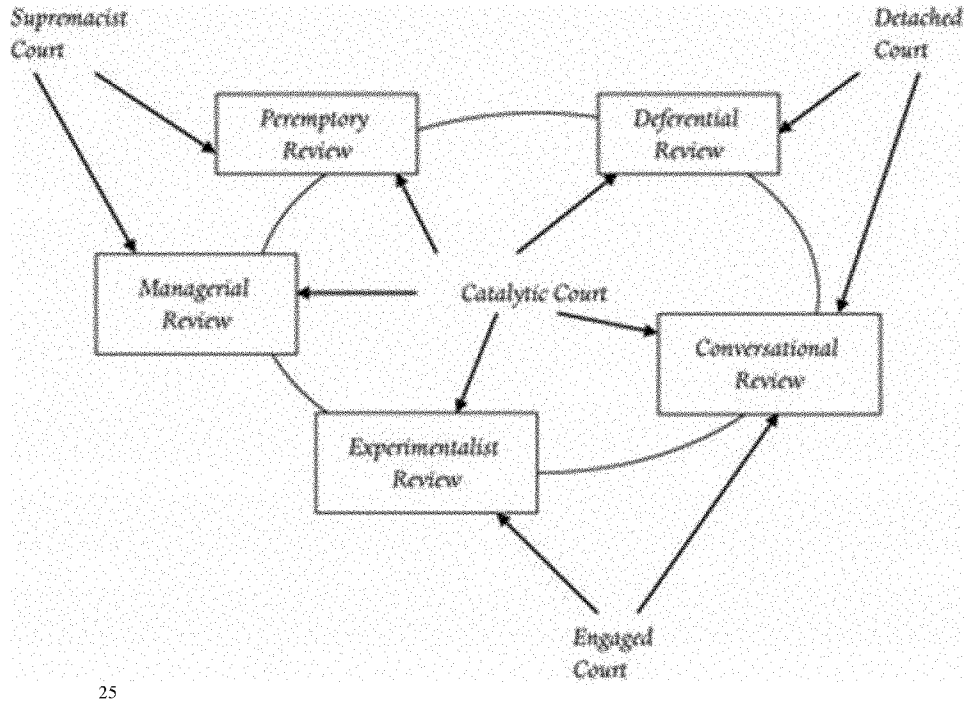 Supremacist
Court
Detached
Court
Peremptory
Review
Deferential
Review
Managerial
Review
Catalytic Court
Conversational
Review
Experimentalist
Review
Engaged
Court
25